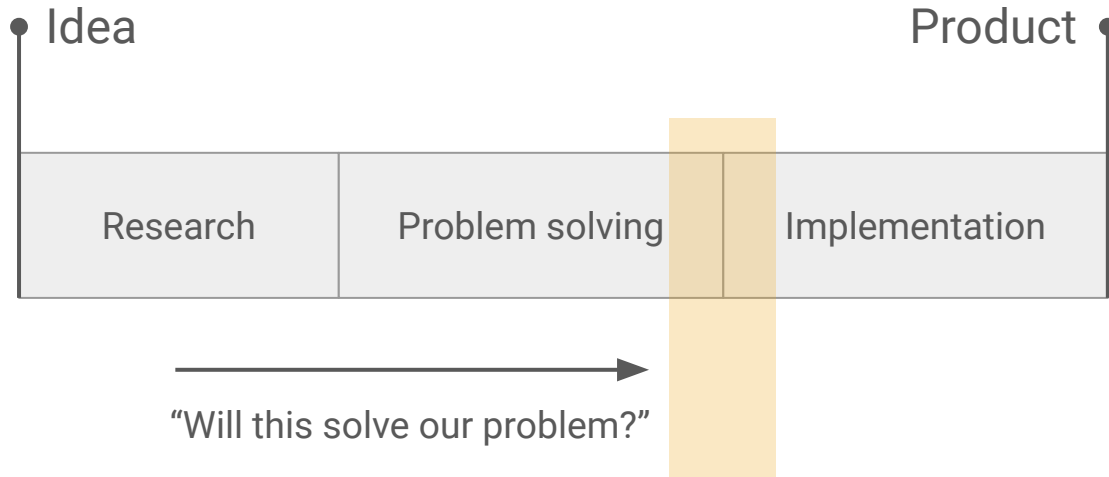 Idea
Product
Research
Problem solving
Implementation
“Will this solve our problem?”